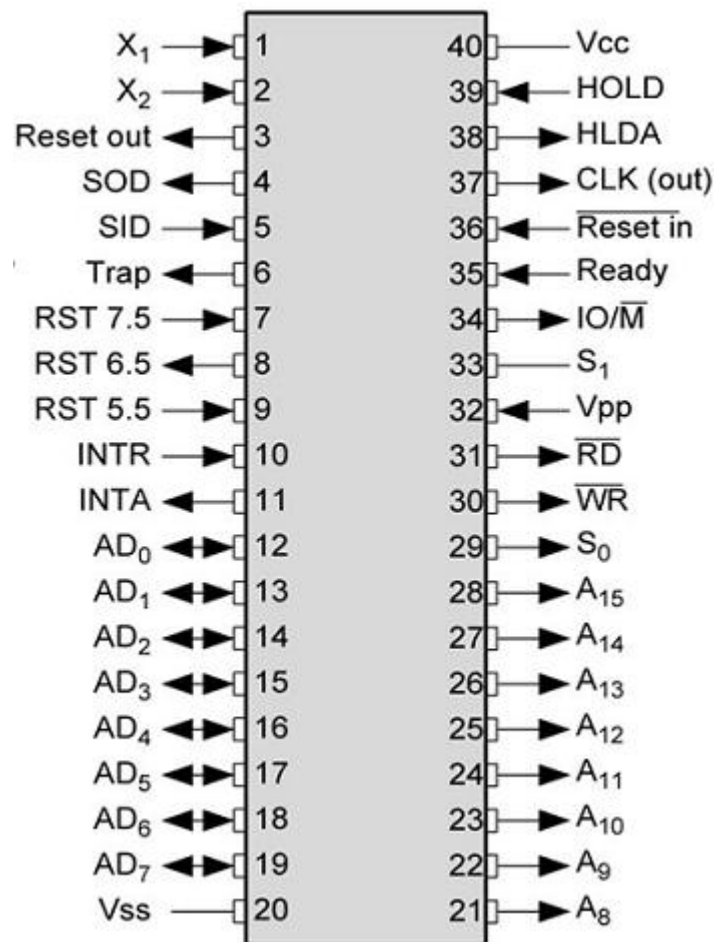 X₁ 1 40 Vcc
X₂ 2 39 HOLD
Reset out 3 38 HLDA
SOD 4 37 CLK (out)
SID 5 36 R̅e̅s̅e̅t̅ ̅i̅n̅
Trap 6 35 Ready
RST 7.5 7 34 IO/M̅
RST 6.5 8 33 S₁
RST 5.5 9 32 Vpp
INTR 10 31 R̅D̅
INTA 11 30 W̅R̅
AD₀ 12 29 S₀
AD₁ 13 28 A₁₅
AD₂ 14 27 A₁₄
AD₃ 15 26 A₁₃
AD₄ 16 25 A₁₂
AD₅ 17 24 A₁₁
AD₆ 18 23 A₁₀
AD₇ 19 22 A₉
Vss 20 21 A₈